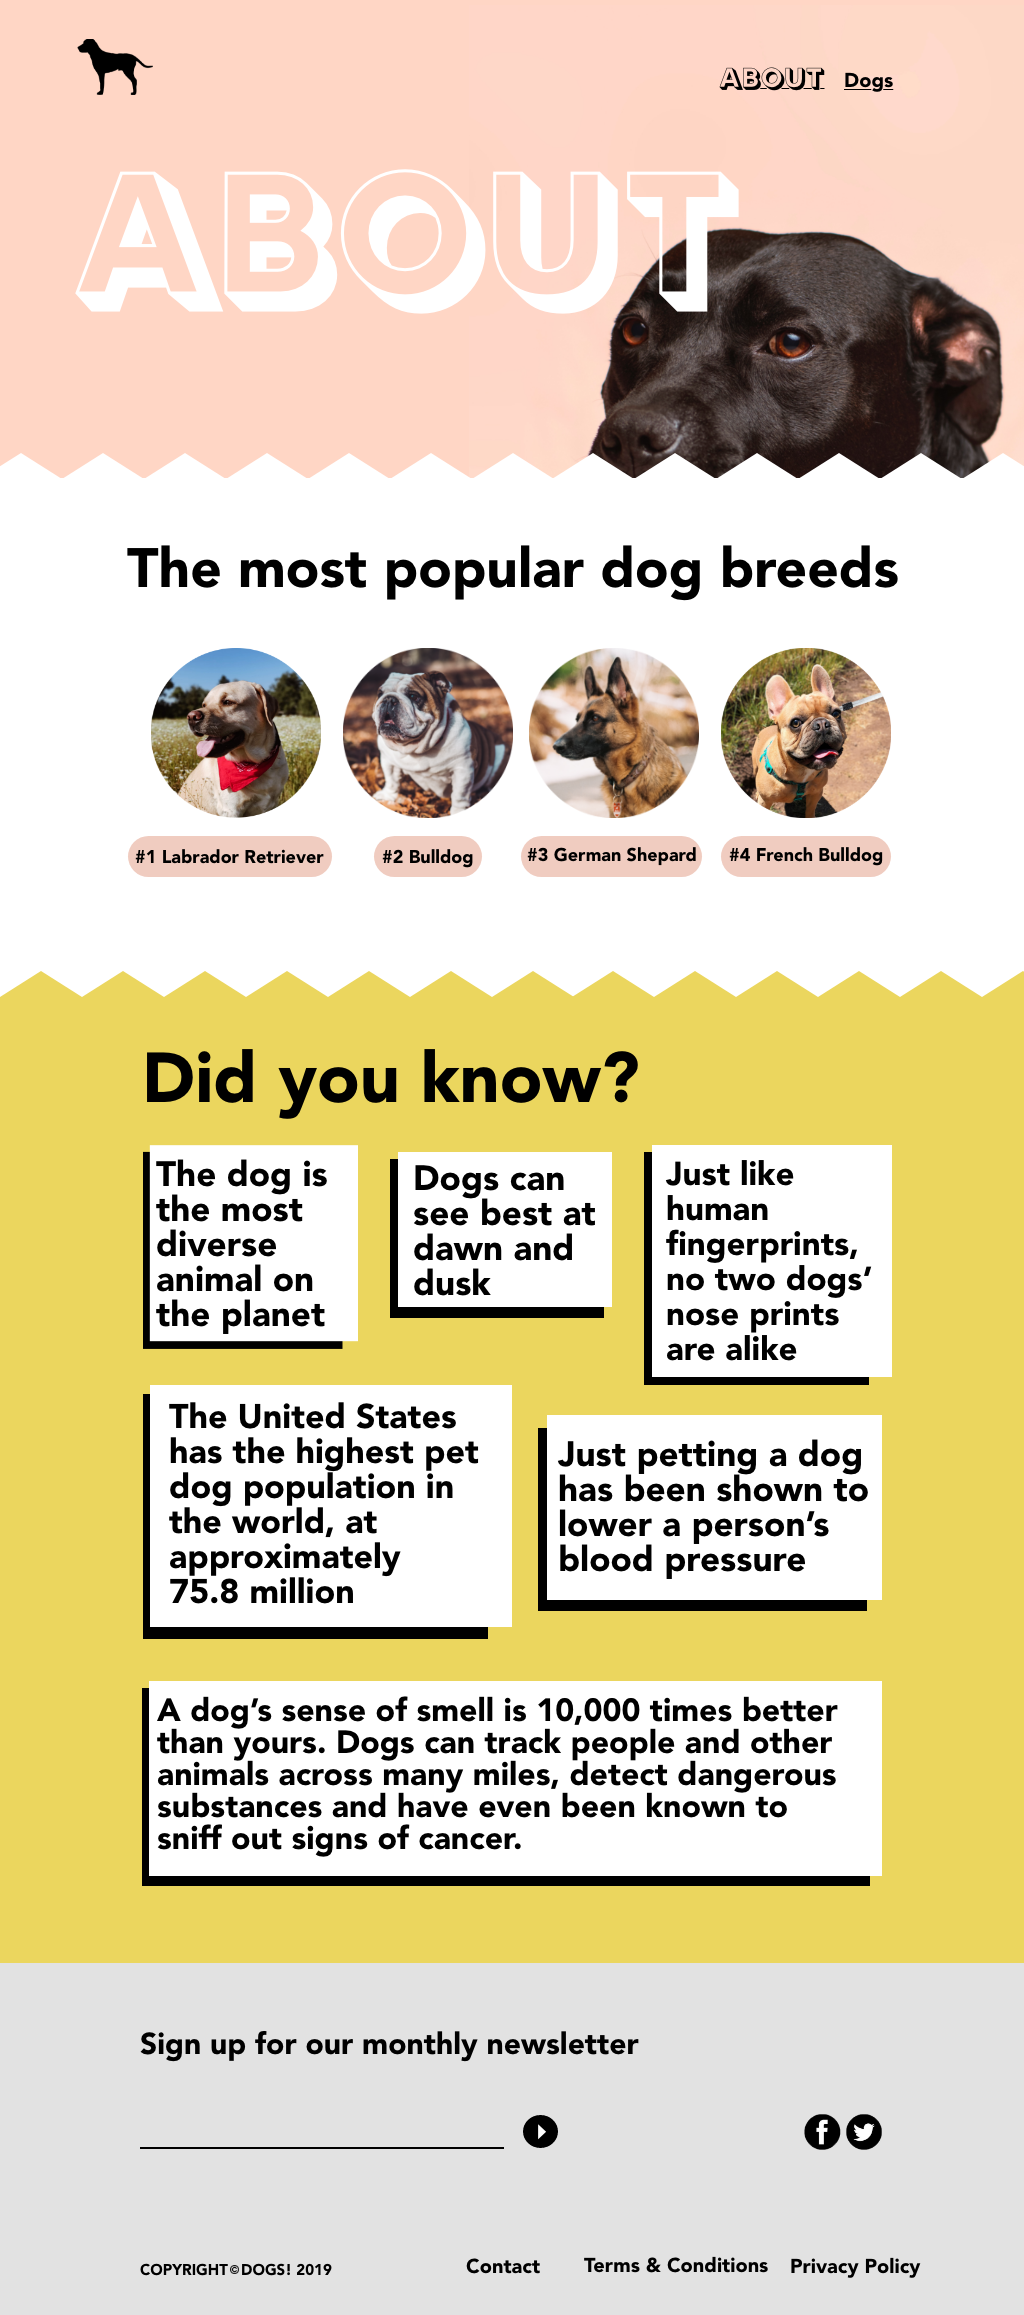 ABOUT Dogs
ABOUT
The most popular dog breeds
#1 Labrador Retriever
#2 Bulldog
#3 German Shepard
#4 French Bulldog
Did you know?
The dog is
the most
diverse
animal on
the planet
Dogs can
see best at
dawn and
dusk
Just like
human
fingerprints,
no two dogs’
nose prints
are alike
The United States
has the highest pet
dog population in
the world, at
approximately
75.8 million
Just petting a dog
has been shown to
lower a person’s
blood pressure
A dog’s sense of smell is 10,000 times better
than yours. Dogs can track people and other
animals across many miles, detect dangerous
substances and have even been known to
sniff out signs of cancer.
Sign up for our monthly newsletter
COPYRIGHT©DOGS! 2019
Contact
Terms & Conditions
Privacy Policy